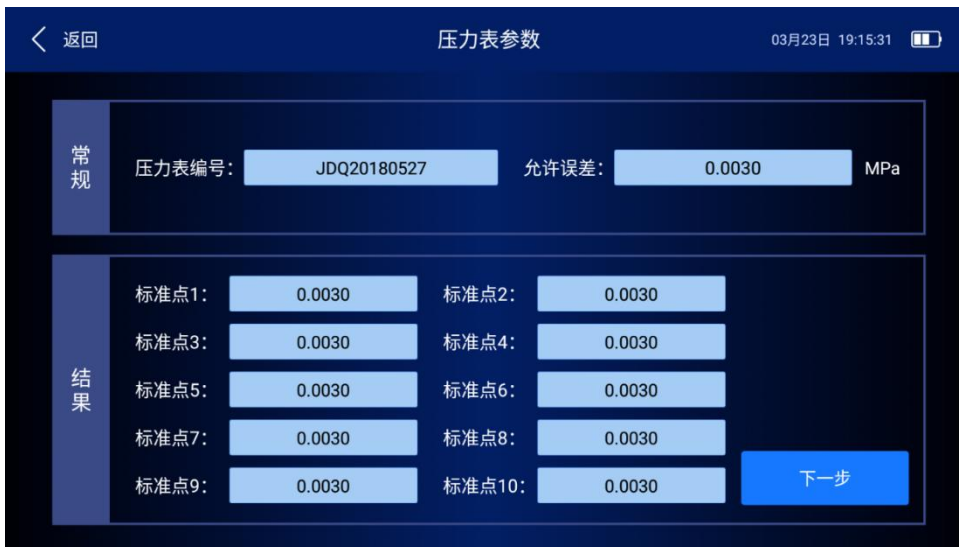 返回
压力表参数
03月23日 19:15:31
常规
压力表编号： JDQ20180527 允许误差： 0.0030 MPa
结果
标准点1： 0.0030 标准点2： 0.0030
标准点3： 0.0030 标准点4： 0.0030
标准点5： 0.0030 标准点6： 0.0030
标准点7： 0.0030 标准点8： 0.0030
标准点9： 0.0030 标准点10： 0.0030
下一步